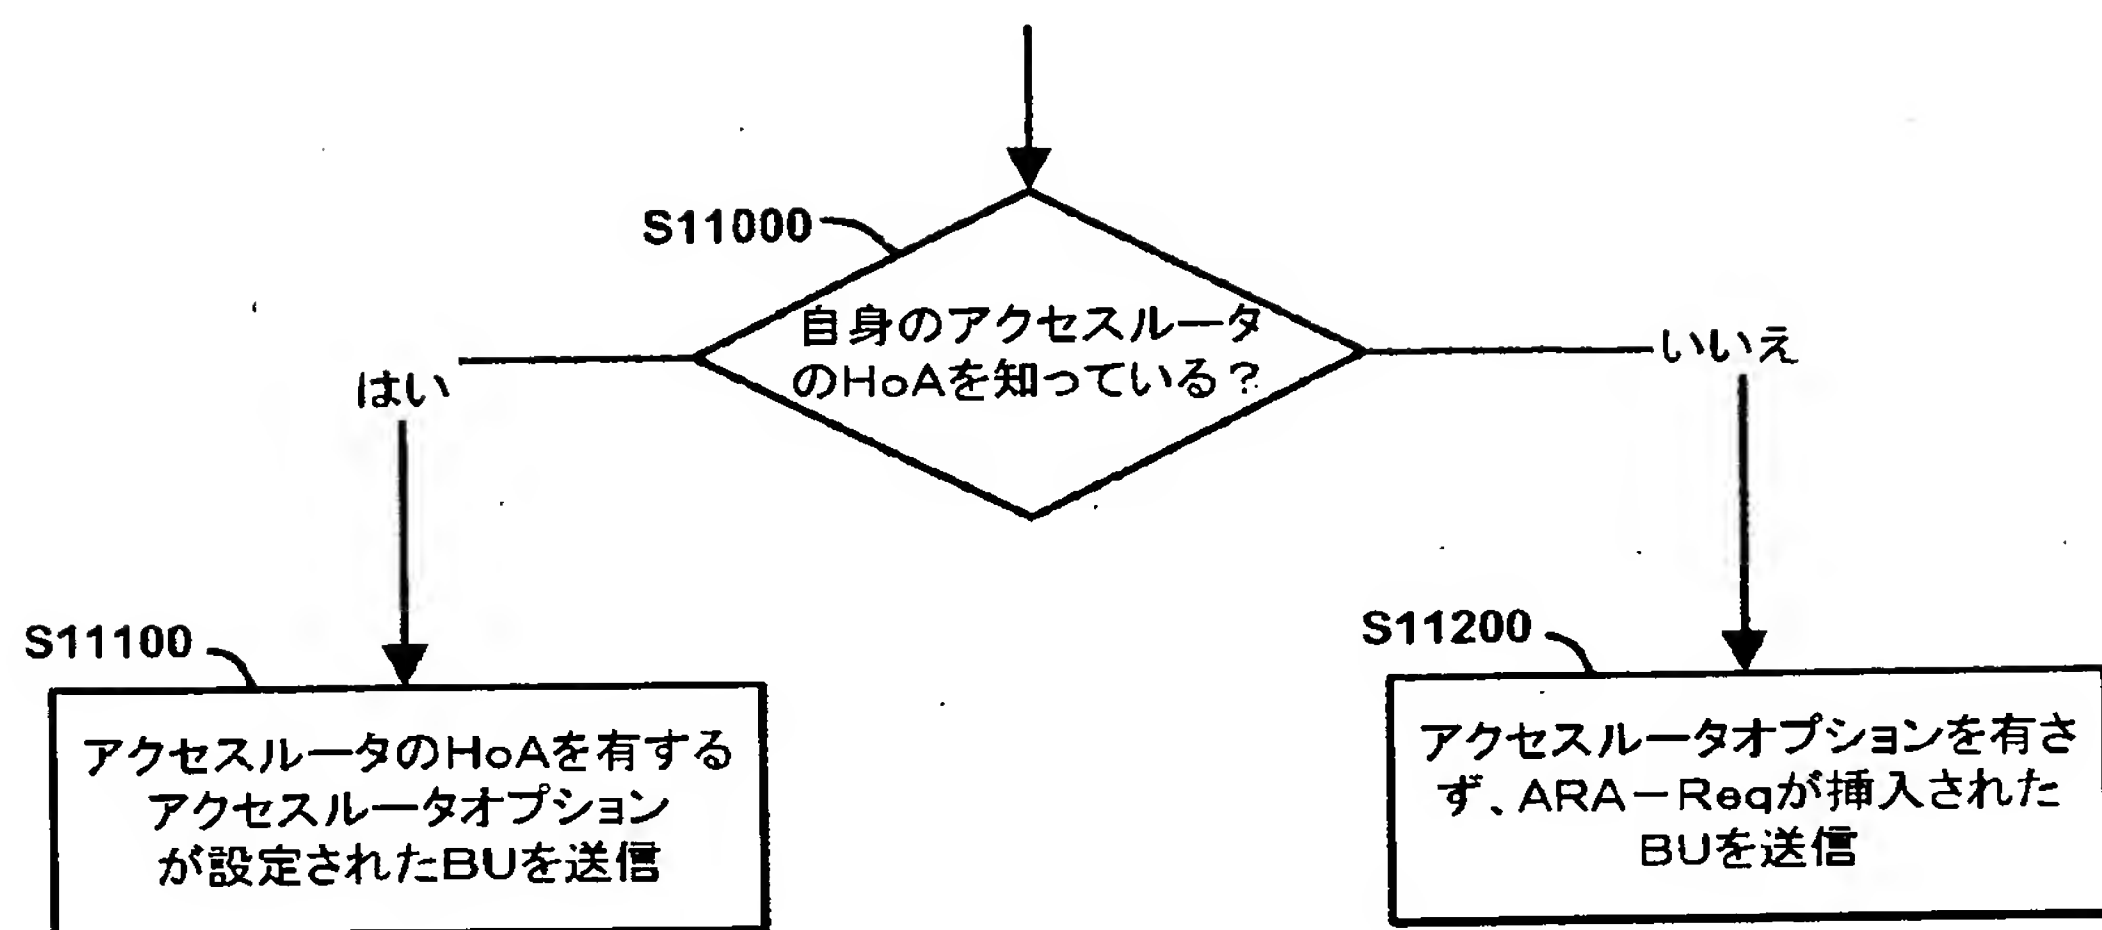 S11000
自身のアクセスルータ
のHoAを知っている?
はい
いいえ
S11100
アクセスルータのHoAを有する
アクセスルータオプション
が設定されたBUを送信
S11200
アクセスルータオプションを有さ
ず、ARA－Reqが挿入された
BUを送信